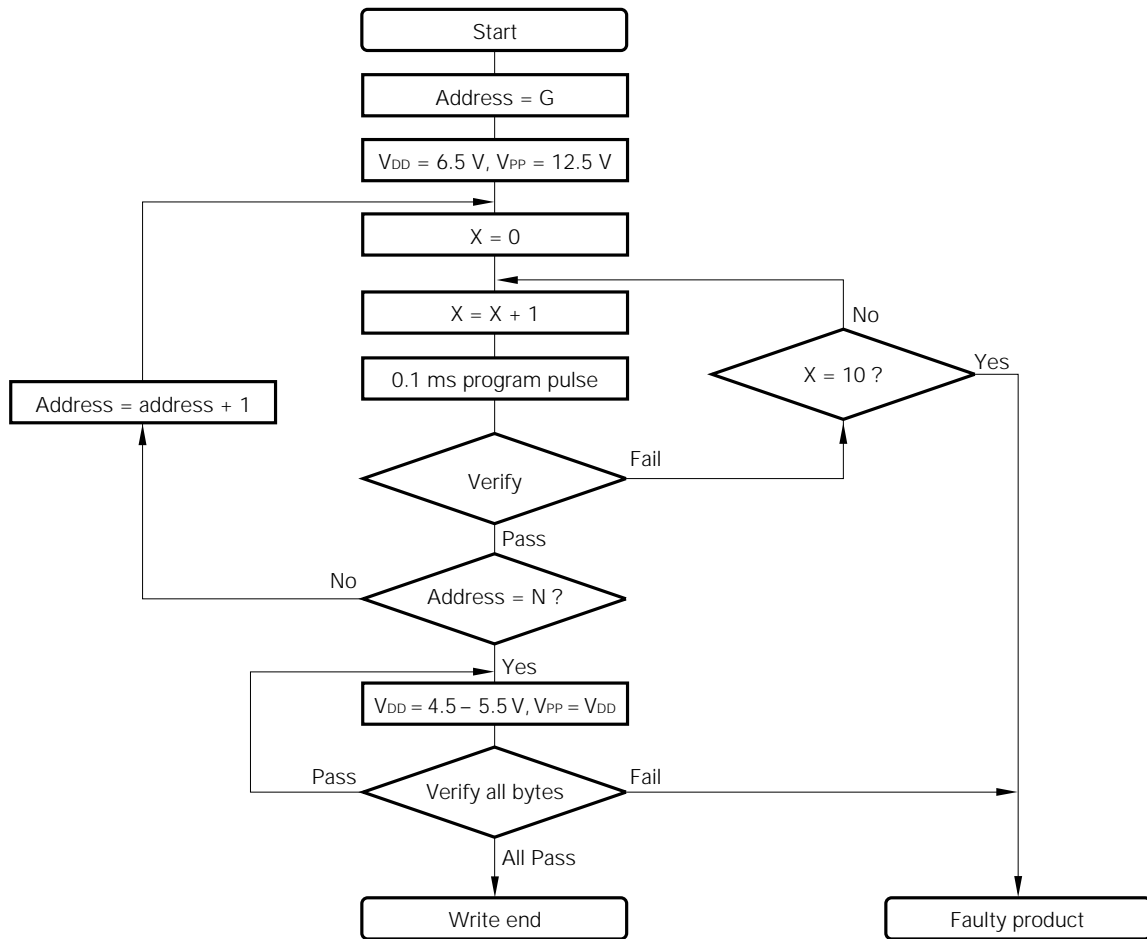 Start
Address = G
VDD = 6.5 V, VPP = 12.5 V
X = 0
X = X + 1
No
Yes
X = 10 ?
0.1 ms program pulse
Address = address + 1
Fail
Verify
Pass
No
Address = N ?
Yes
VDD = 4.5 – 5.5 V, VPP = VDD
Pass
Fail
Verify all bytes
All Pass
Write end
Faulty product